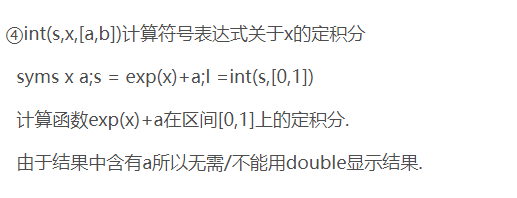 ④int(s,x,[a,b])计算符号表达式关于x的定积分
syms x a;s = exp(x)+a;l =int(s,[0,1])
计算函数exp(x)+a在区间[0,1]上的定积分.
由于结果中含有a所以无需/不能用double显示结果.